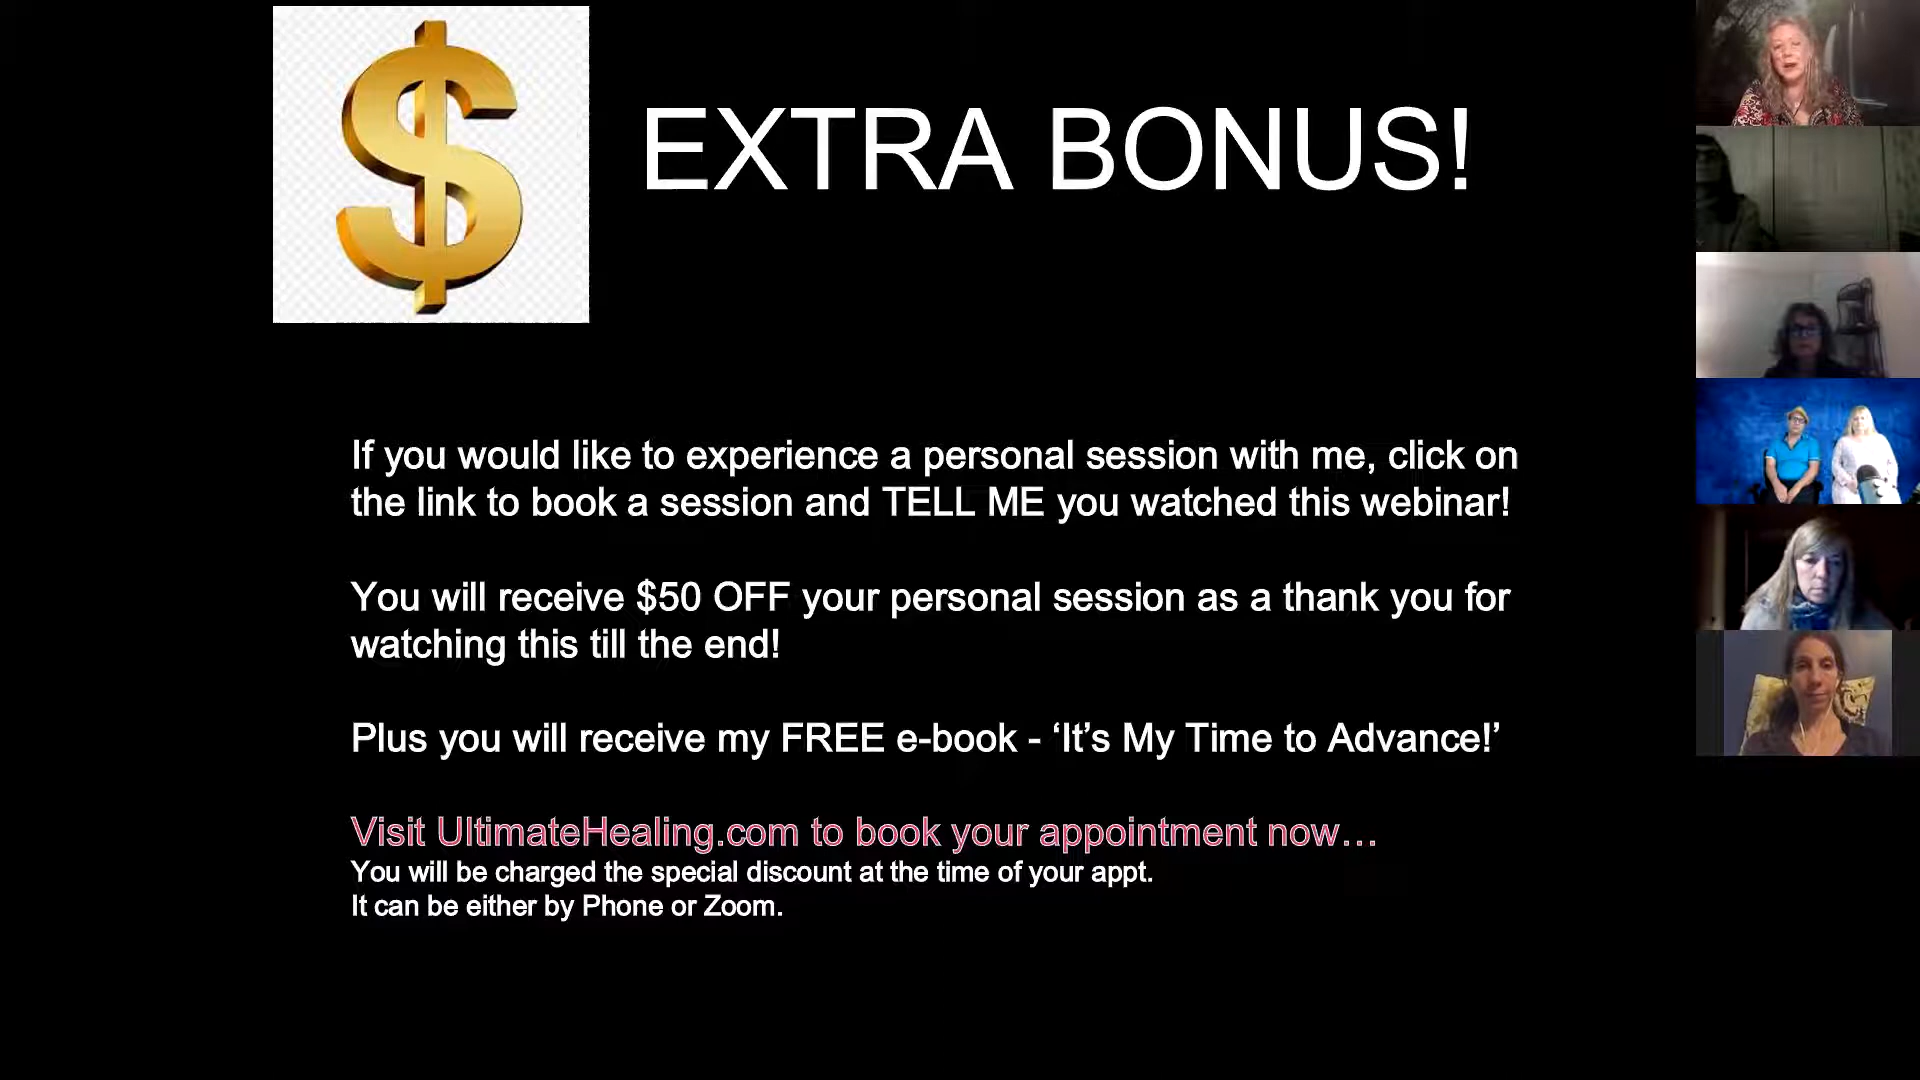 EXTRA BONUS!
If you would like to experience a personal session with me, click on
the link to book a session and TELL ME you watched this webinar!
You will receive $50 OFF your personal session as a thank you for
watching this till the end!
Plus you will receive my FREE e-book - ‘It’s My Time to Advance!’
Visit UltimateHealing.com to book your appointment now…
You will be charged the special discount at the time of your appt.
It can be either by Phone or Zoom.